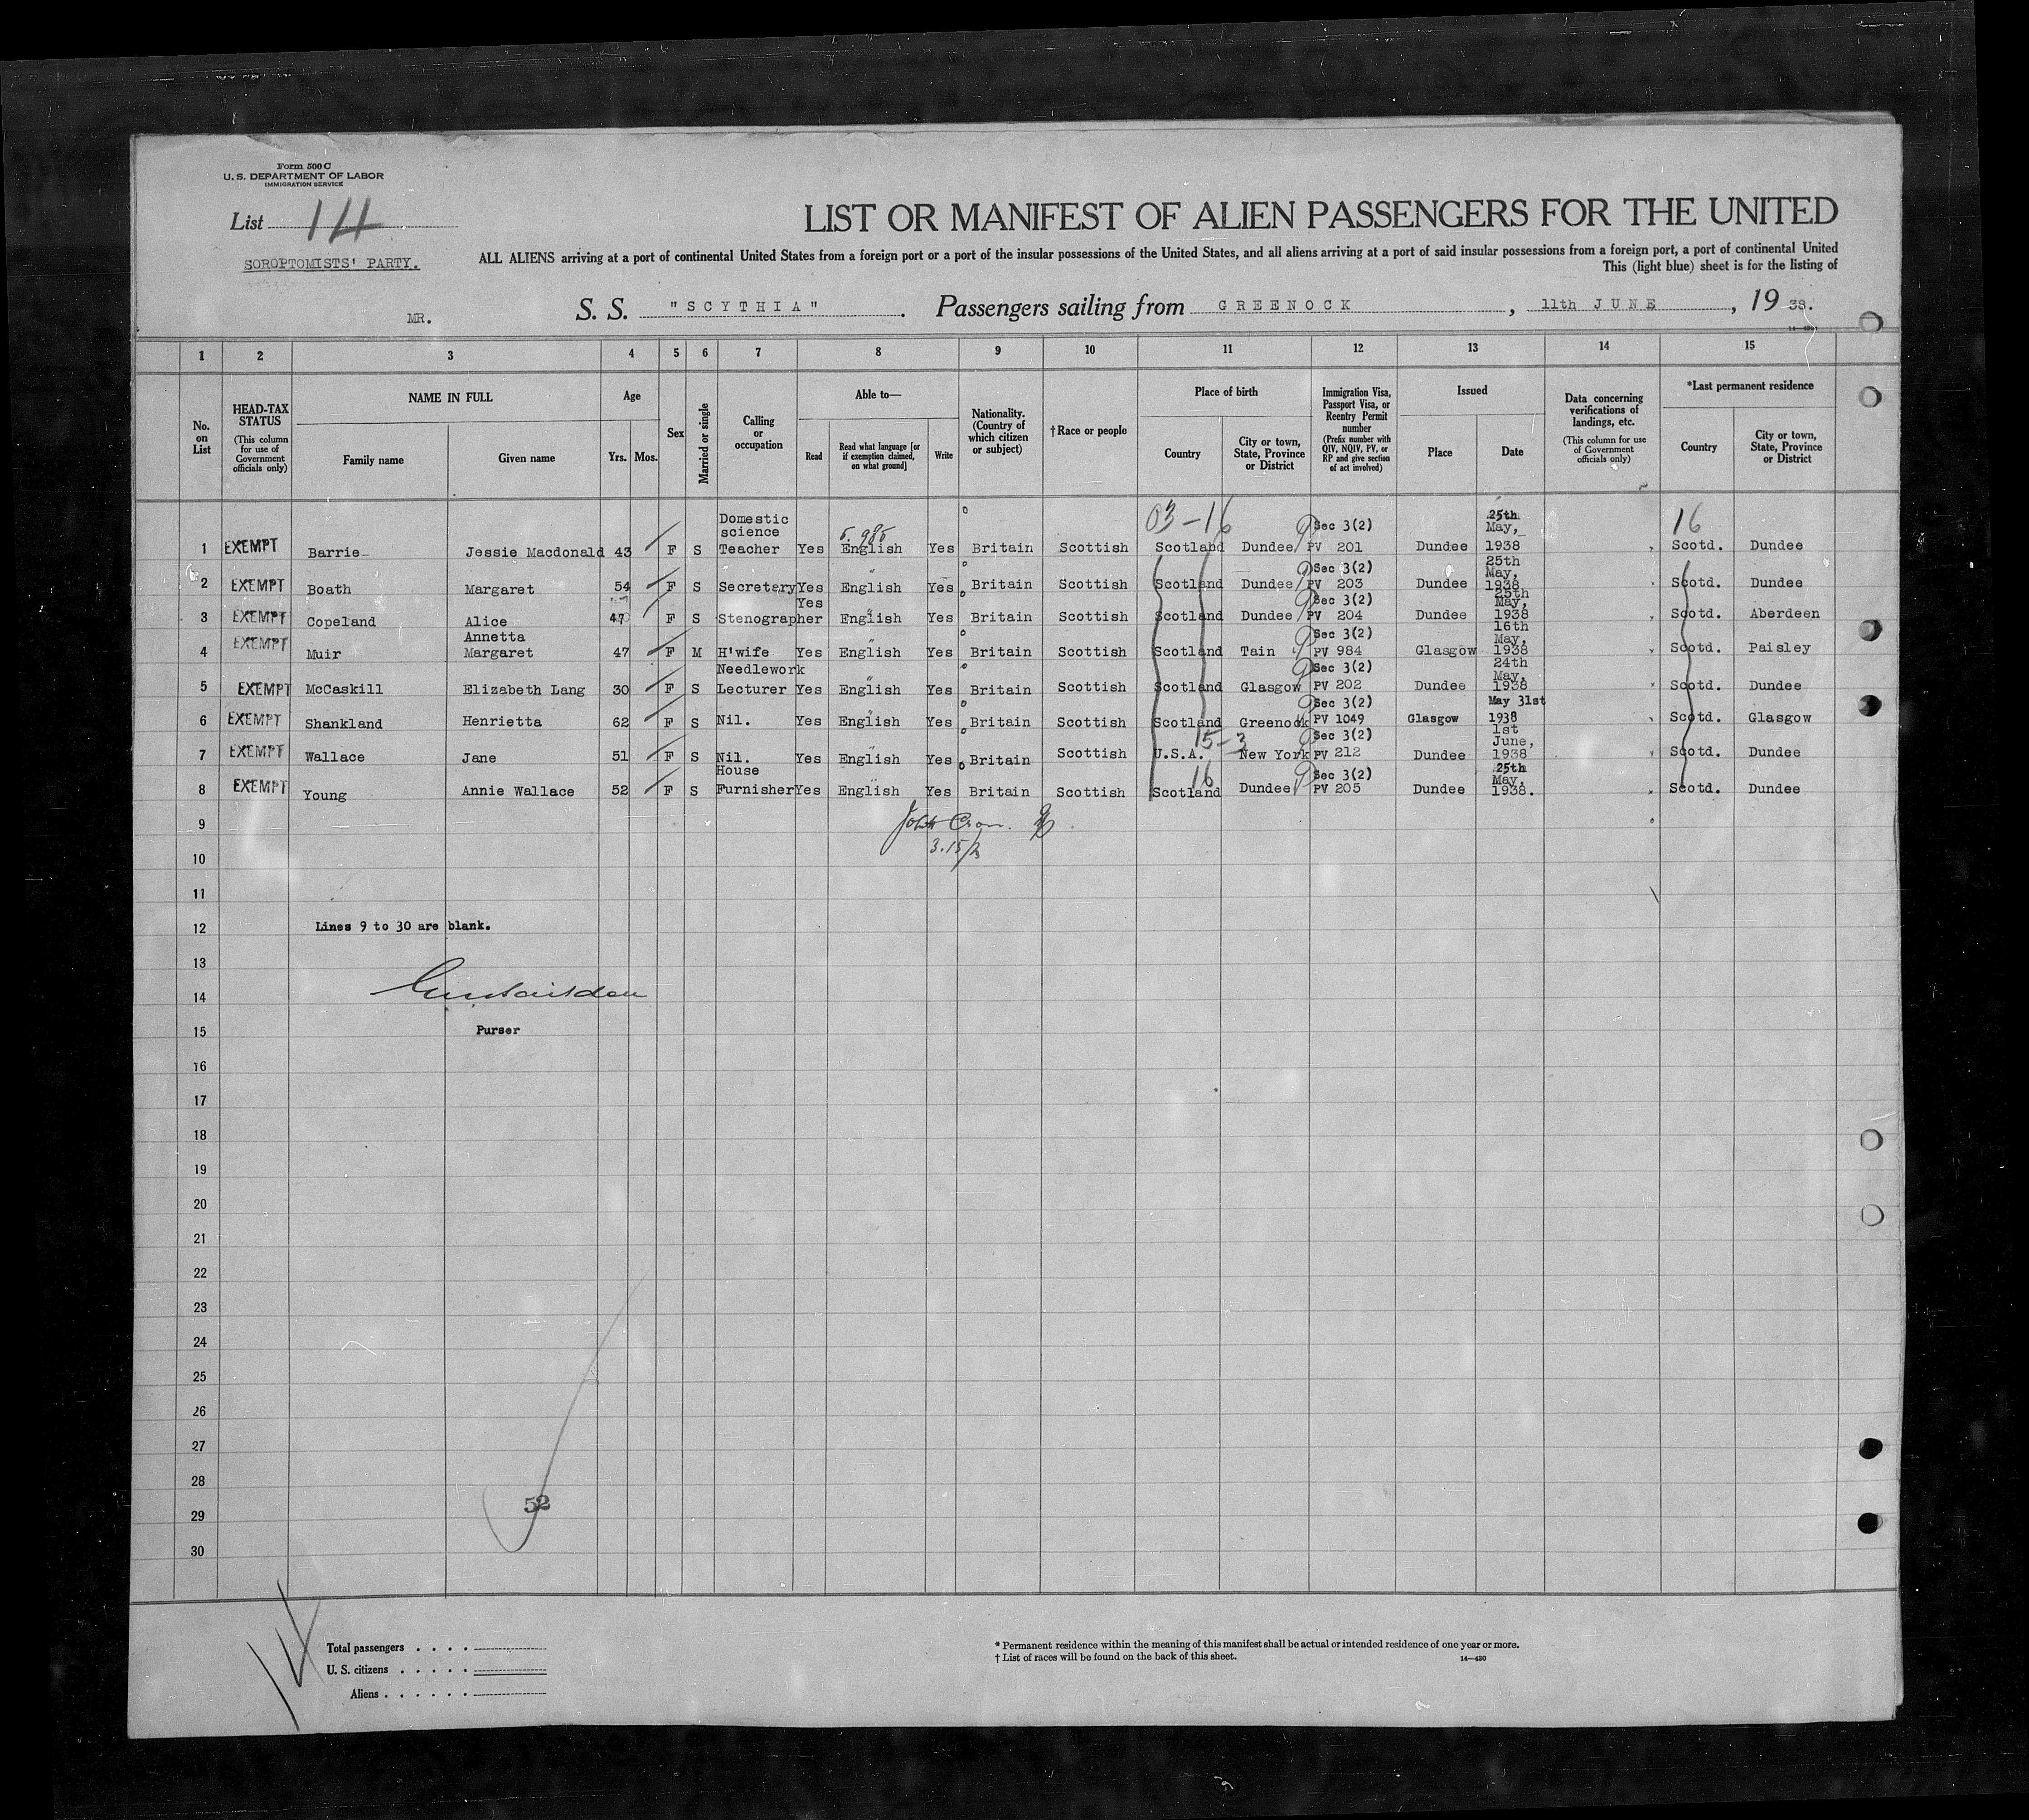 Form 500 C
U. S. DEPARTMENT OF LABOR
IMMIGRATION SERVICE
List 14
SOROPTOMISTS' PARTY.
LIST OR MANIFEST OF ALIEN PASSENGERS FOR THE UNITED
ALL ALIENS arriving at a port of continental United States from a foreign port or a port of the insular possessions of the United States, and all aliens arriving at a port of said insular possessions from a foreign port, a port of continental United
This (light blue) sheet is for the listing of
MR.
S. S. "SCYTHIA". Passengers sailing from GREENOCK, 11th JUNE, 1938.
14—430
1 2 3 4 5 6 7 8 9 10 11 12 13 14 15
No. on List
HEAD-TAX STATUS (This column for use of Government officials only)
NAME IN FULL Family name Given name
Age Yrs. Mos.
Sex
Married or single
Calling or occupation
Able to— Read Read what language [or if exemption claimed, on what ground] Write
Nationality. (Country of which citizen or subject)
†Race or people
Place of birth Country City or town, State, Province or District
Immigration Visa, Passport Visa, or Reentry Permit number (Prefix number with QIV, NQIV, PV, or RP and give section of act involved)
Issued Place Date
Data concerning verifications of landings, etc. (This column for use of Government officials only)
*Last permanent residence Country City or town, State, Province or District
03-16 16
1 EXEMPT Barrie Jessie Macdonald 43 F S Domestic science Teacher Yes English Yes Britain Scottish Scotland Dundee Sec 3(2) PV 201 Dundee 25th May, 1938 Scotd. Dundee
2 EXEMPT Boath Margaret 54 F S Secretary Yes English Yes Britain Scottish Scotland Dundee Sec 3(2) PV 203 Dundee 25th May, 1938 Scotd. Dundee
3 EXEMPT Copeland Alice 47 F S Stenographer Yes English Yes Britain Scottish Scotland Dundee Sec 3(2) PV 204 Dundee 25th May, 1938 Scotd. Aberdeen
4 EXEMPT Muir Annetta Margaret 47 F M H'wife Yes English Yes Britain Scottish Scotland Tain Sec 3(2) PV 984 Glasgow 16th May, 1938 Scotd. Paisley
5 EXEMPT McCaskill Elizabeth Lang 30 F S Needlework Lecturer Yes English Yes Britain Scottish Scotland Glasgow Sec 3(2) PV 202 Dundee 24th May, 1938 Scotd. Dundee
6 EXEMPT Shankland Henrietta 62 F S Nil. Yes English Yes Britain Scottish Scotland Greenock Sec 3(2) PV 1049 Glasgow May 31st 1938 Scotd. Glasgow
15-3
7 EXEMPT Wallace Jane 51 F S Nil. Yes English Yes Britain Scottish U.S.A. New York Sec 3(2) PV 212 Dundee 1st June, 1938 Scotd. Dundee
16
8 EXEMPT Young Annie Wallace 52 F S House Furnisher Yes English Yes Britain Scottish Scotland Dundee Sec 3(2) PV 205 Dundee 25th May, 1938. Scotd. Dundee
9
10
11
12 Lines 9 to 30 are blank.
13
14
15 Purser
16
17
18
19
20
21
22
23
24
25
26
27
28
52
29
30
Total passengers
U. S. citizens
Aliens
* Permanent residence within the meaning of this manifest shall be actual or intended residence of one year or more.
† List of races will be found on the back of this sheet.
14—430